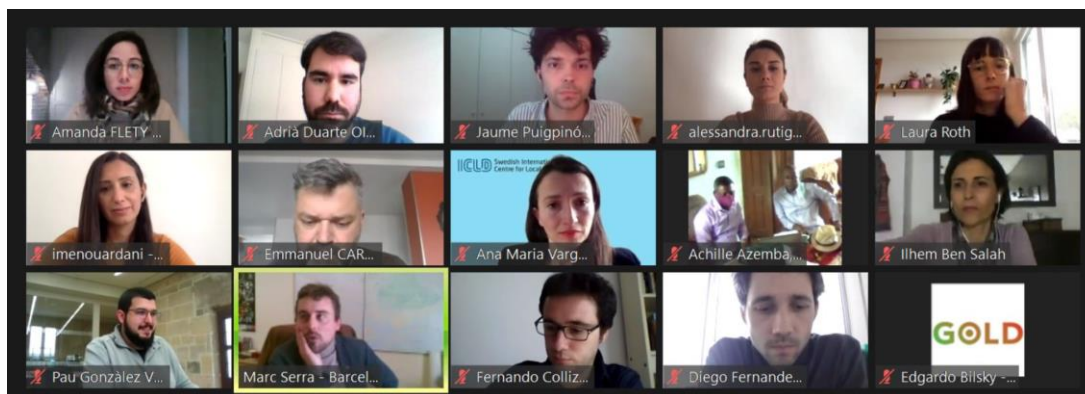 Amanda FLETY ...
Adrià Duarte Ol...
Jaume Puigpinó...
alessandra.rutig...
Laura Roth
imenouardani -...
Emmanuel CAR...
ICLD Swedish Internati
Centre for Local
Ana Maria Varg...
Achille Azemba,...
Ilhem Ben Salah
Pau Gonzàlez V...
Marc Serra - Barcel...
Fernando Colliz...
Diego Fernande...
GOLD
Edgardo Bilsky -...